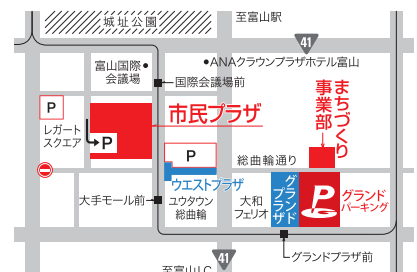 城址公園
至富山駅
41
ANAクラウンプラザホテル富山
富山国際
会議場
国際会議場前
P
市民プラザ
まちづくり
事業部
レガート
スクエア
P
P
総曲輪通り
ウエストプラザ
大手モール前
ユウタウン
総曲輪
大和
フェリオ
グランド
プラザ
P
グランド
パーキング
グランドプラザ前
41
至富山I.C